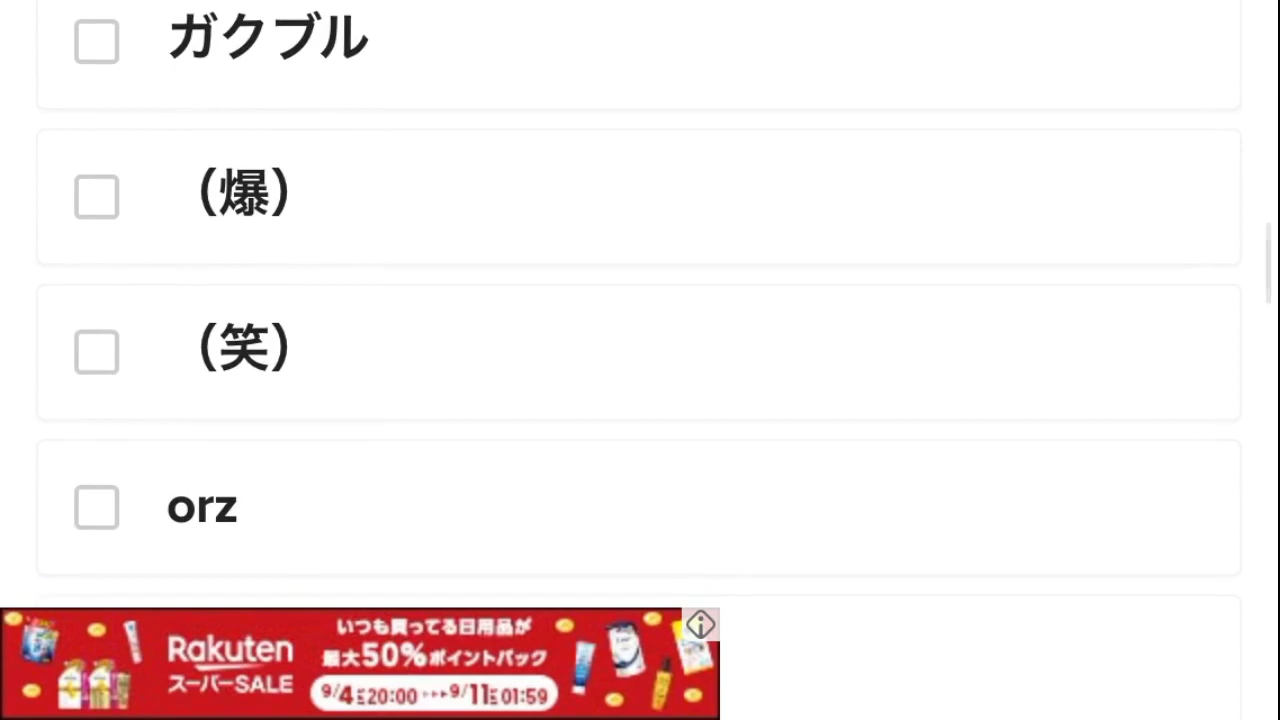 ガクブル
（爆）
（笑）
orz
いつも買ってる日用品が
Rakuten
最大50%ポイントバック
スーパーSALE
9/4 20:00 9/11 01:59